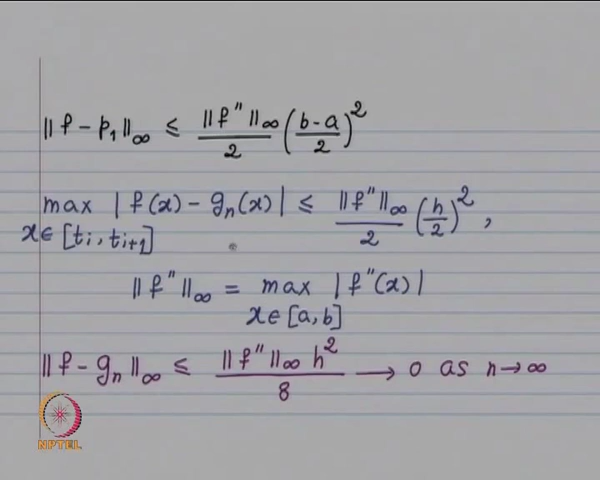 ‖f - p₁‖∞ ≤ ‖f"‖∞/2 ((b-a)/2)²
max |f(x) - gₙ(x)| ≤ ‖f"‖∞/2 (h/2)²,
x∈[tᵢ, tᵢ₊₁]
‖f"‖∞ = max |f"(x)|
x∈[a,b]
‖f - gₙ‖∞ ≤ ‖f"‖∞ h²/8 → 0 as n→∞
NPTEL